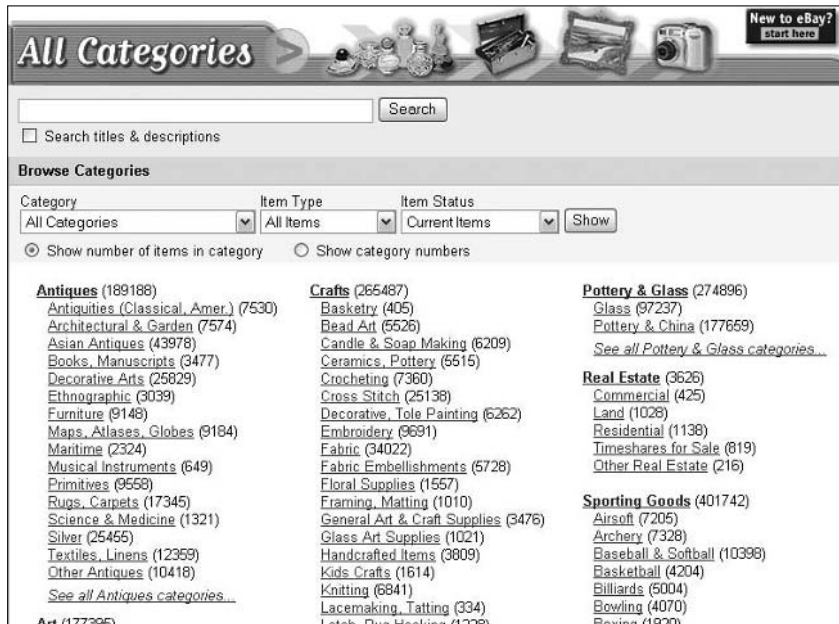 All Categories
New to eBay?
start here
Search
Search titles & descriptions
Browse Categories
Category
Item Type
Item Status
All Categories
All Items
Current Items
Show
Show number of items in category
Show category numbers
Antiques (189188)
Antiquities (Classical, Amer.) (7530)
Architectural & Garden (7574)
Asian Antiques (43978)
Books, Manuscripts (3477)
Decorative Arts (25829)
Ethnographic (3039)
Furniture (9148)
Maps, Atlases, Globes (9184)
Maritime (2324)
Musical Instruments (649)
Primitives (9558)
Rugs, Carpets (17345)
Science & Medicine (1321)
Silver (25455)
Textiles, Linens (12359)
Other Antiques (10418)
See all Antiques categories...
Art (177395)
Crafts (265487)
Basketry (405)
Bead Art (5526)
Candle & Soap Making (6209)
Ceramics, Pottery (5515)
Crocheting (7360)
Cross Stitch (25138)
Decorative, Tole Painting (6262)
Embroidery (9691)
Fabric (34022)
Fabric Embellishments (5728)
Floral Supplies (1557)
Framing, Matting (1010)
General Art & Craft Supplies (3476)
Glass Art Supplies (1021)
Handcrafted Items (3809)
Kids Crafts (1614)
Knitting (6841)
Lacemaking, Tatting (334)
Latch, Rug Hooking (1228)
Pottery & Glass (274896)
Glass (97237)
Pottery & China (177659)
See all Pottery & Glass categories...
Real Estate (3626)
Commercial (425)
Land (1028)
Residential (1138)
Timeshares for Sale (819)
Other Real Estate (216)
Sporting Goods (401742)
Airsoft (7205)
Archery (7328)
Baseball & Softball (10398)
Basketball (4204)
Billiards (5004)
Bowling (4070)
Boxing (1920)